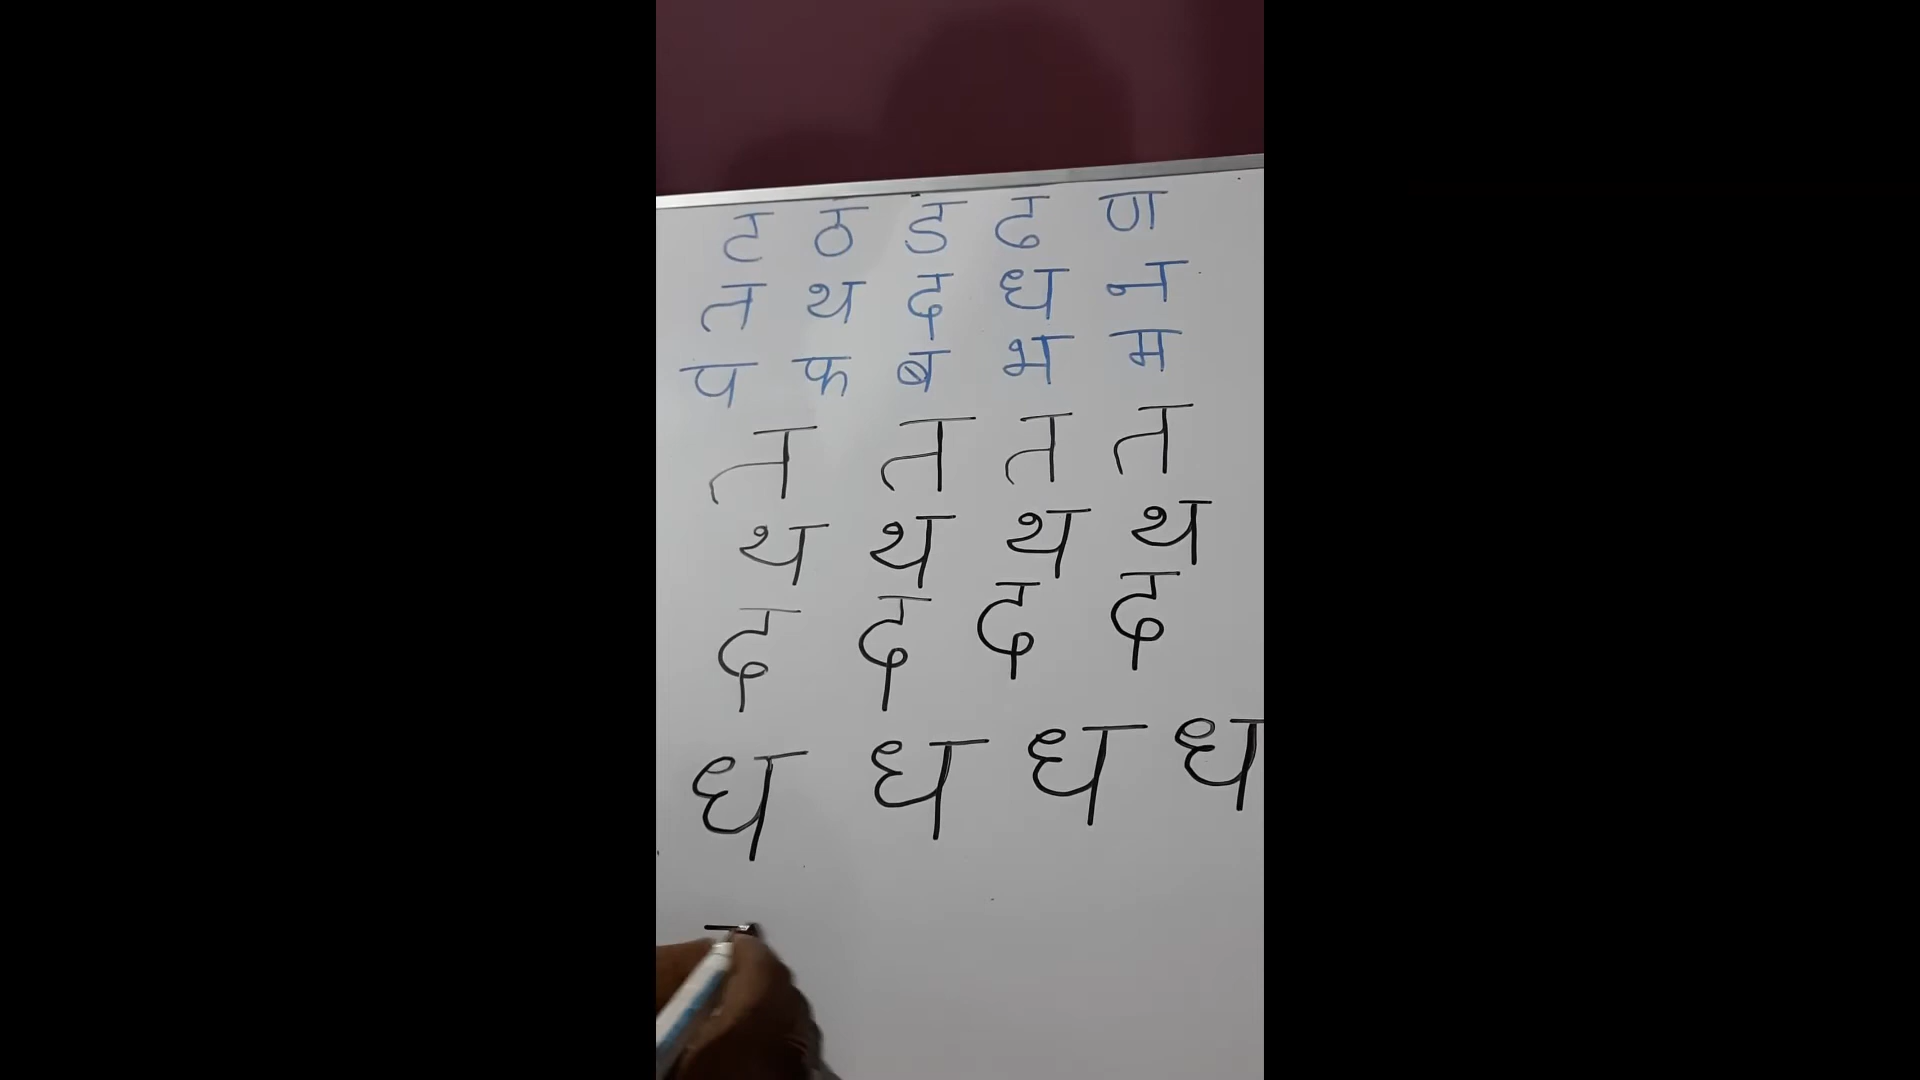 ट ठ ड ढ ण
त थ द ध न
प फ ब भ म
त त त त
थ थ थ थ
द द द द
ध ध ध ध